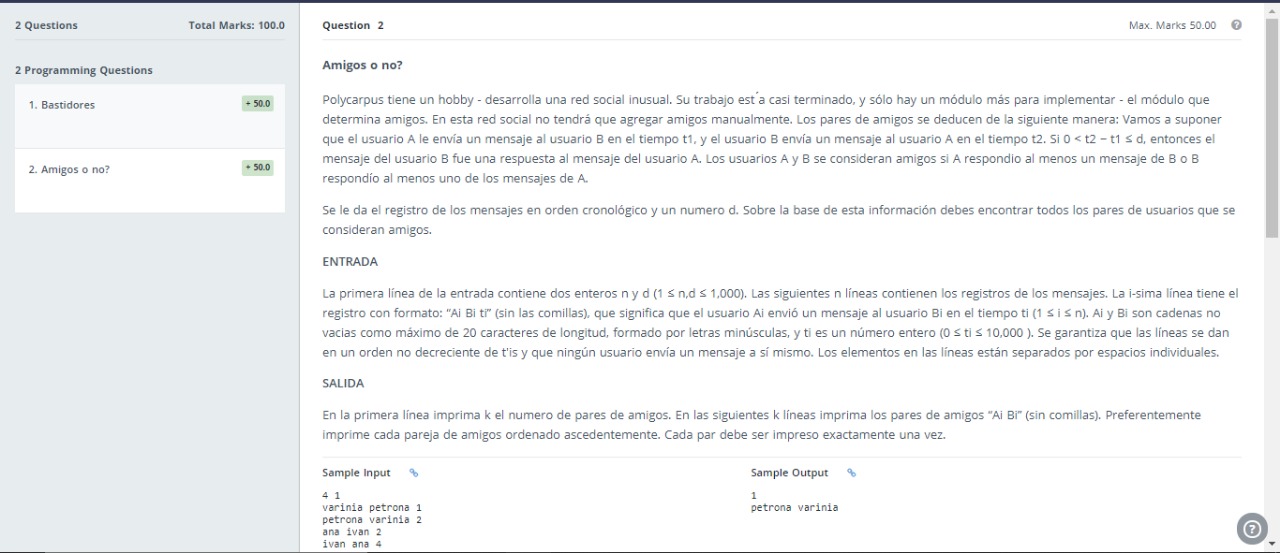 2 Questions Total Marks: 100.0
2 Programming Questions
1. Bastidores + 50.0
2. Amigos o no? + 50.0
Question 2 Max. Marks 50.00
Amigos o no?
Polycarpus tiene un hobby - desarrolla una red social inusual. Su trabajo est´a casi terminado, y sólo hay un módulo más para implementar - el módulo que
determina amigos. En esta red social no tendrá que agregar amigos manualmente. Los pares de amigos se deducen de la siguiente manera: Vamos a suponer
que el usuario A le envía un mensaje al usuario B en el tiempo t1, y el usuario B envía un mensaje al usuario A en el tiempo t2. Si 0 < t2 − t1 ≤ d, entonces el
mensaje del usuario B fue una respuesta al mensaje del usuario A. Los usuarios A y B se consideran amigos si A respondio al menos un mensaje de B o B
respondío al menos uno de los mensajes de A.
Se le da el registro de los mensajes en orden cronológico y un numero d. Sobre la base de esta información debes encontrar todos los pares de usuarios que se
consideran amigos.
ENTRADA
La primera línea de la entrada contiene dos enteros n y d (1 ≤ n,d ≤ 1,000). Las siguientes n líneas contienen los registros de los mensajes. La i-sima línea tiene el
registro con formato: “Ai Bi ti” (sin las comillas), que significa que el usuario Ai envió un mensaje al usuario Bi en el tiempo ti (1 ≤ i ≤ n). Ai y Bi son cadenas no
vacias como máximo de 20 caracteres de longitud, formado por letras minúsculas, y ti es un número entero (0 ≤ ti ≤ 10,000 ). Se garantiza que las líneas se dan
en un orden no decreciente de t'is y que ningún usuario envía un mensaje a sí mismo. Los elementos en las líneas están separados por espacios individuales.
SALIDA
En la primera línea imprima k el numero de pares de amigos. En las siguientes k líneas imprima los pares de amigos “Ai Bi” (sin comillas). Preferentemente
imprime cada pareja de amigos ordenado ascedentemente. Cada par debe ser impreso exactamente una vez.
Sample Input Sample Output
4 1
varinia petrona 1
petrona varinia 2
ana ivan 2
ivan ana 4
1
petrona varinia